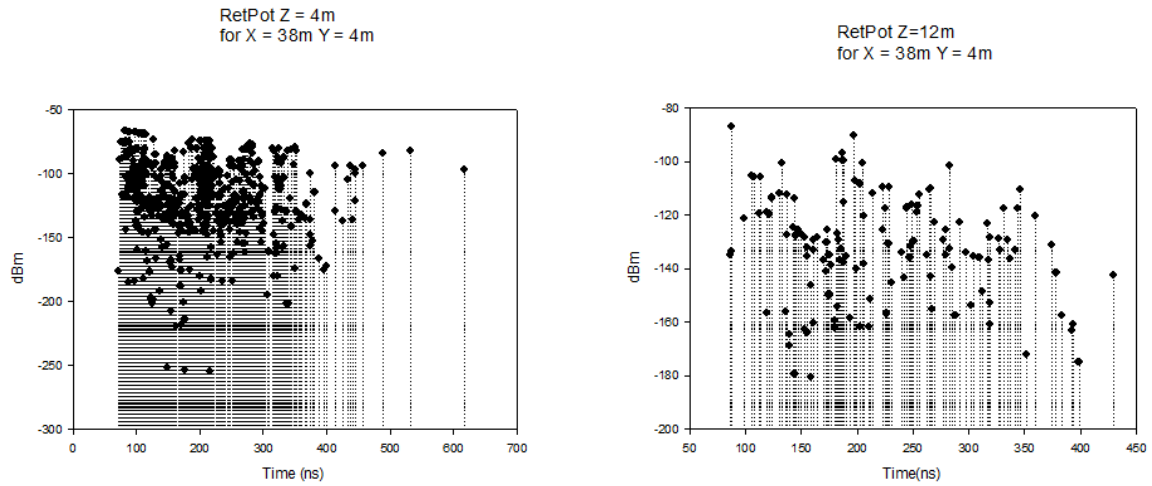 RetPot Z = 4m
for X = 38m Y = 4m
-50
-100
-150
-200
-250
-300
dBm
0 100 200 300 400 500 600 700
Time (ns)
RetPot Z=12m
for X = 38m Y = 4m
-80
-100
-120
-140
-160
-180
-200
dBm
50 100 150 200 250 300 350 400 450
Time(ns)